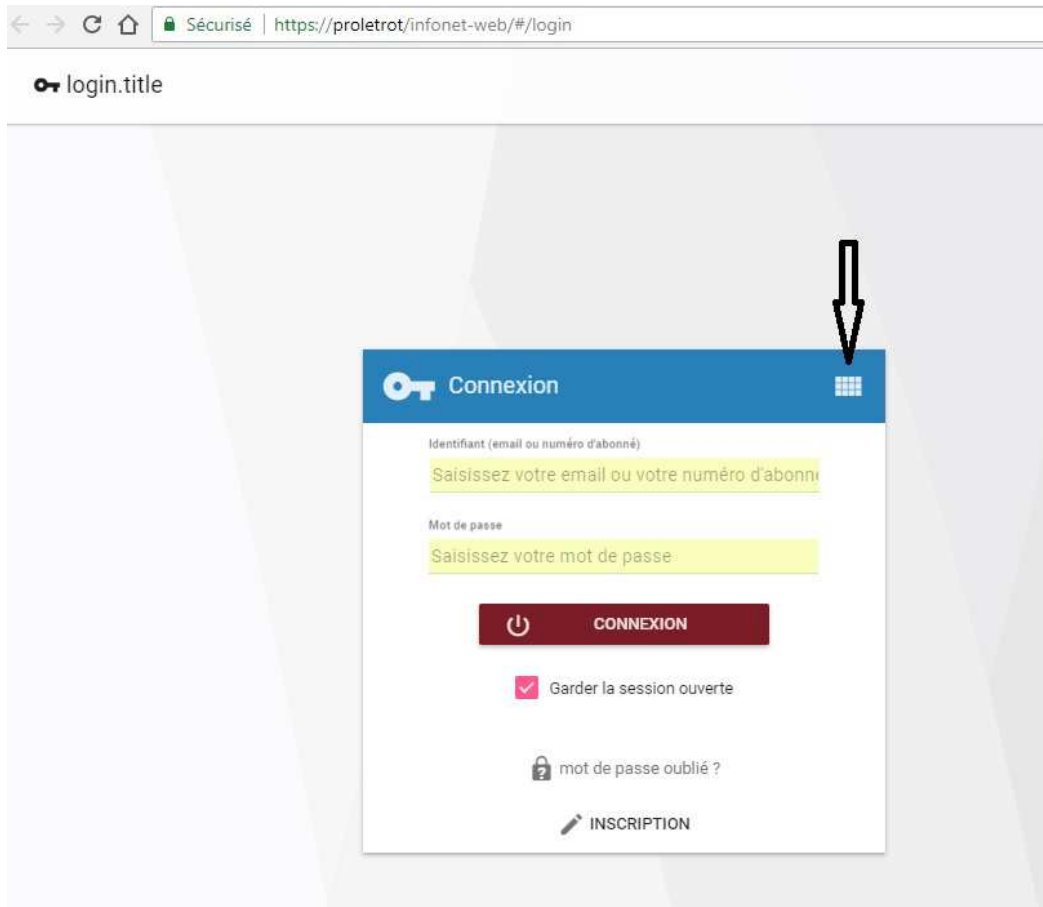 Sécurisé | https://proletrot/infonet-web/#/login
login.title
Connexion
Identifiant (email ou numéro d'abonné)
Saisissez votre email ou votre numéro d'abonné
Mot de passe
Saisissez votre mot de passe
CONNEXION
Garder la session ouverte
mot de passe oublié ?
INSCRIPTION